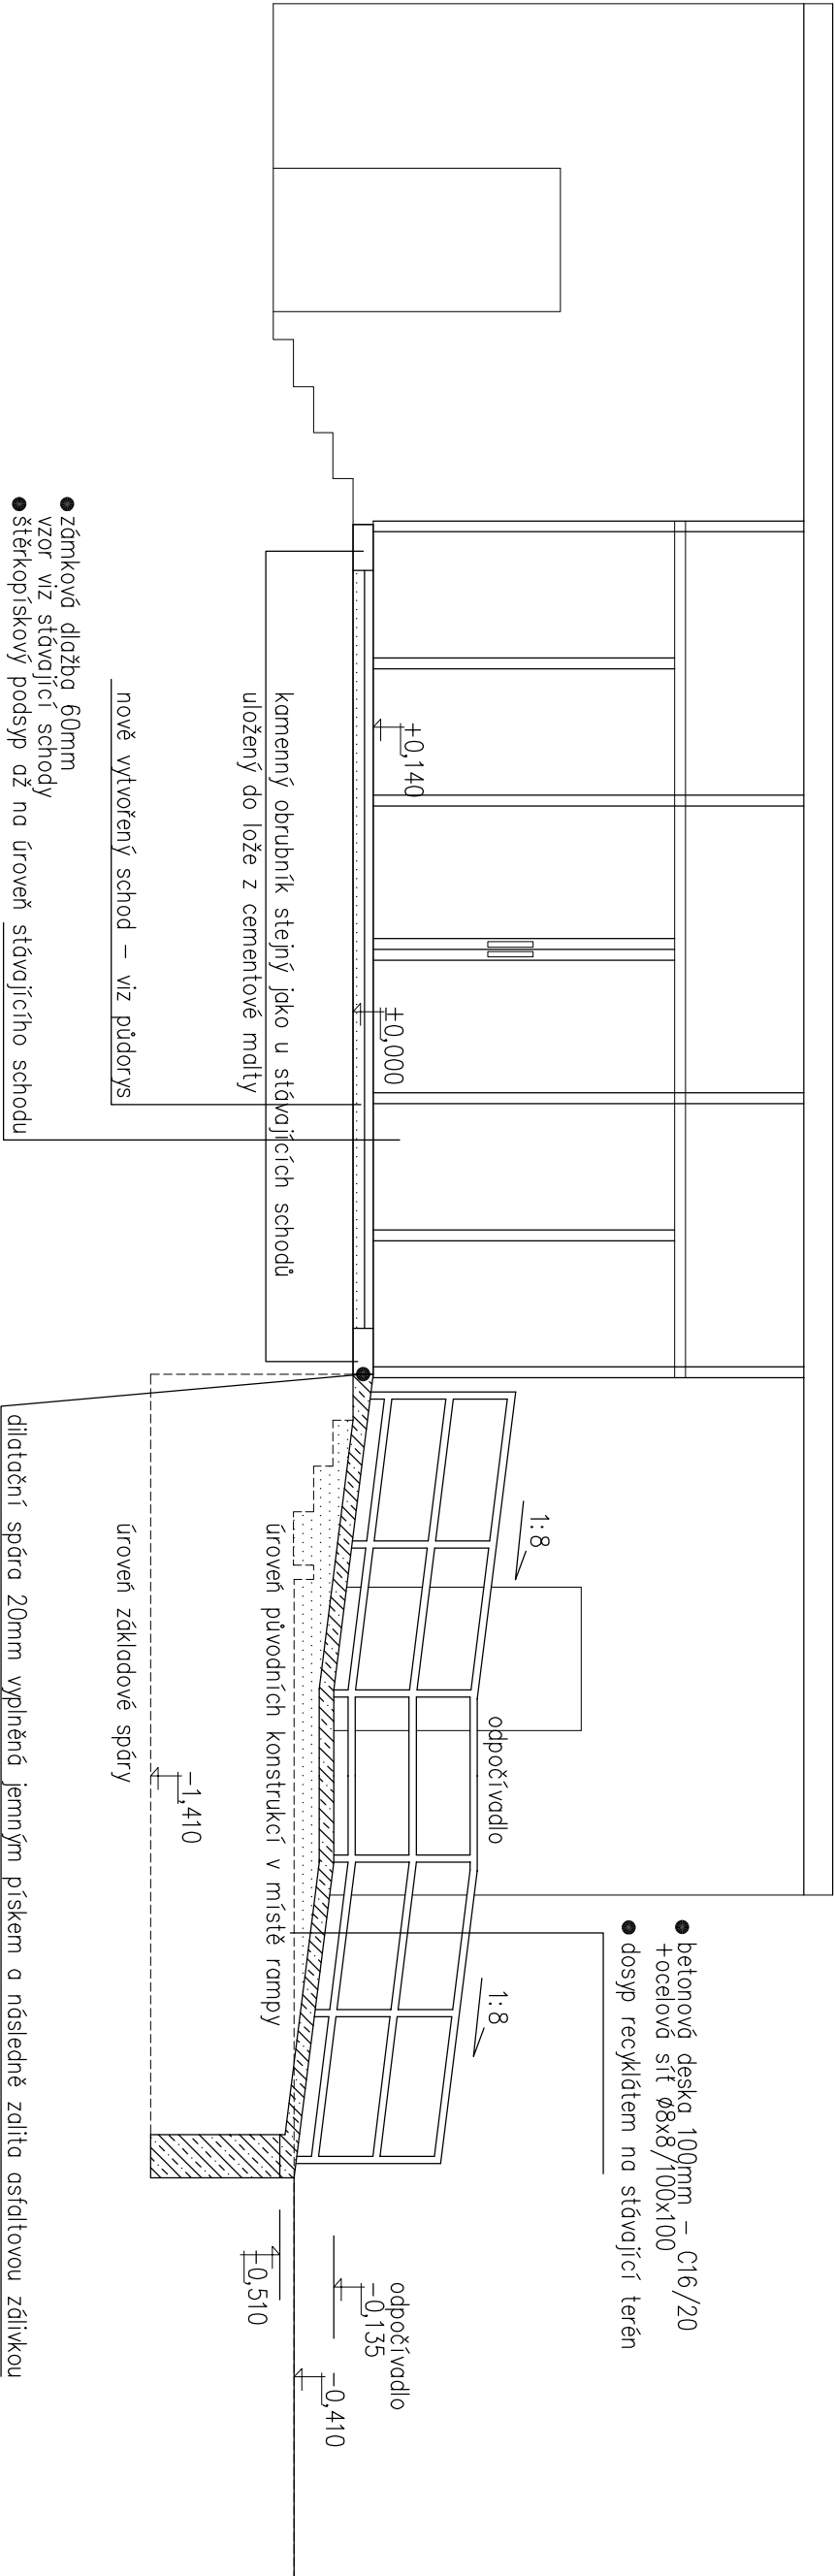 betonová deska 100mm – C16/20
+ocelová síť ø8x8/100x100
dosyp recyklátem na stávající terén
1:8
odpočívadlo
1:8
+0,140
±0,000
odpočívadlo
-0,135
-0,410
±0,510
kamenný obrubník stejný jako u stávajících schodů
uložený do lože z cementové malty
úroveň původních konstrukcí v místě rampy
-1,410
nově vytvořený schod – viz půdorys
úroveň základové spáry
zámková dlažba 60mm
vzor viz stávající schody
štěrkopískový podsyp až na úroveň stávajícího schodu
dilatační spára 20mm vyplněná jemným pískem a následně zalita asfaltovou zálivkou